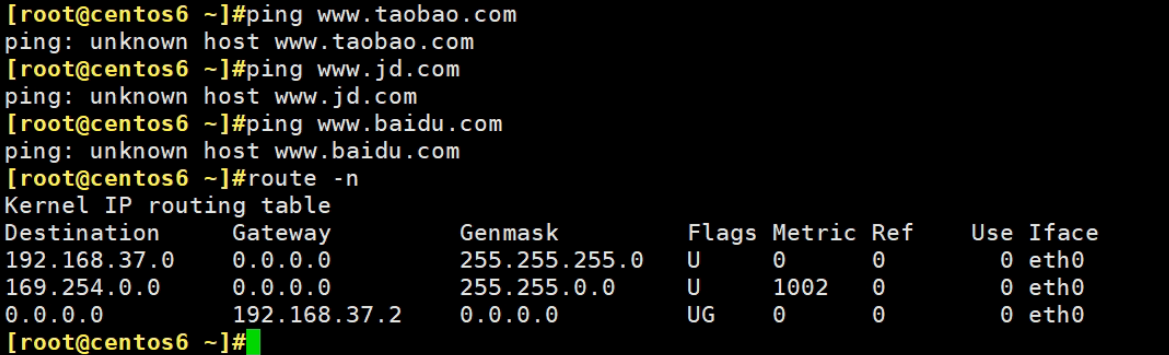 [root@centos6 ~]#ping www.taobao.com
ping: unknown host www.taobao.com
[root@centos6 ~]#ping www.jd.com
ping: unknown host www.jd.com
[root@centos6 ~]#ping www.baidu.com
ping: unknown host www.baidu.com
[root@centos6 ~]#route -n
Kernel IP routing table
Destination     Gateway         Genmask         Flags Metric Ref    Use Iface
192.168.37.0    0.0.0.0         255.255.255.0   U     0      0        0 eth0
169.254.0.0     0.0.0.0         255.255.0.0     U     1002   0        0 eth0
0.0.0.0         192.168.37.2    0.0.0.0         UG    0      0        0 eth0
[root@centos6 ~]#